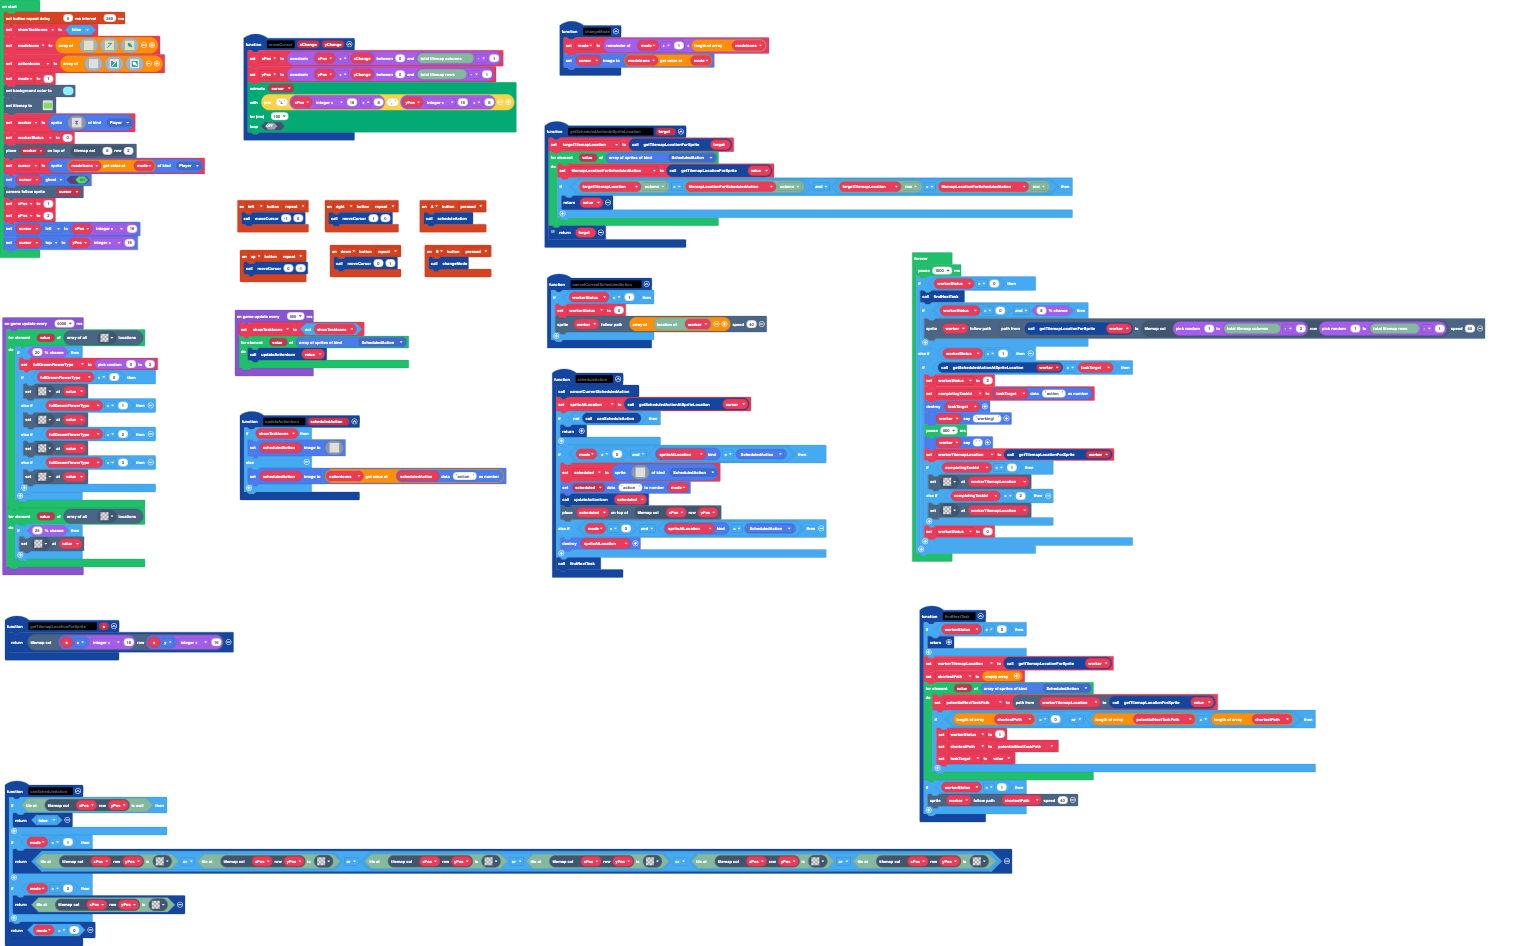 on start
set showTaskIcons to false
set modeIcons to array of
set actionIcons to array of
set mode to 1
set background color to
set tilemap to
set worker to sprite of kind Player
set workerStatus to 0
place worker on top of tilemap col 0 row 2
set cursor to sprite modeIcons get value at mode of kind Player
set cursor ghost
camera follow sprite cursor
set xPos to 1
set yPos to 2
set cursor left to xPos integer × 16
set cursor top to yPos integer × 16
function moveCursor xChange yChange
set xPos to constrain xPos + xChange between 0 and total tilemap columns - 1
set yPos to constrain yPos + yChange between 0 and total tilemap rows - 1
animate cursor
for (ms) 100
loop OFF
function changeMode
set mode to remainder of mode + 1 ÷ length of array modeIcons
set cursor image to modeIcons get value at mode
on left button repeat
call moveCursor -1 0
on right button repeat
call moveCursor 1 0
on A button pressed
call scheduleAction
on up button repeat
call moveCursor 0 -1
on down button repeat
call moveCursor 0 1
on B button pressed
call changeMode
function getScheduledActionAtSpriteLocation target
set targetTilemapLocation to call getTilemapLocationForSprite target
for element value of array of sprites of kind ScheduledAction
do
set tilemapLocationForScheduledAction to call getTilemapLocationForSprite value
if targetTilemapLocation column = tilemapLocationForScheduledAction column and targetTilemapLocation row = tilemapLocationForScheduledAction row then
return value
return target
on game update every 5000 ms
for element value of array of all locations
do
if 20 % chance then
set fullGrownFlowerType to pick random 0 to 3
if fullGrownFlowerType = 0 then
set at value
else if fullGrownFlowerType = 1 then
set at value
else if fullGrownFlowerType = 2 then
set at value
else if fullGrownFlowerType = 3 then
set at value
for element value of array of all locations
do
if % chance then
set at value
on game update every 500 ms
set showTaskIcons to not showTaskIcons
for element value of array of sprites of kind ScheduledAction
do call updateActionIcon value
function updateActionIcon scheduledAction
if showTaskIcons then
set scheduledAction image to
else
set scheduledAction image to actionIcons get value at scheduledAction data action as number
function cancelCurrentScheduledAction
if workerStatus = 1 then
set workerStatus to 0
sprite worker follow path array of location of worker speed
function scheduleAction
call cancelCurrentScheduledAction
set spriteAtLocation to call getScheduledActionAtSpriteLocation cursor
if not call canScheduleAction then
return
if mode ≠ 0 and spriteAtLocation kind ≠ ScheduledAction then
set scheduled to sprite of kind ScheduledAction
set scheduled data action to number mode
call updateActionIcon scheduled
place scheduled on top of tilemap col xPos row yPos
else if mode = 0 and spriteAtLocation kind = ScheduledAction then
destroy spriteAtLocation
call findNextTask
forever
pause 1000 ms
if workerStatus = 0 then
call findNextTask
if workerStatus = 0 and % chance then
sprite worker follow path path from call getTilemapLocationForSprite worker to tilemap col pick random 1 to total tilemap columns - 2 row pick random 1 to total tilemap rows - 1 speed
else if workerStatus = 1 then
if call getScheduledActionAtSpriteLocation worker = taskTarget then
set workerStatus to 2
set completingTaskId to taskTarget data action as number
destroy taskTarget
worker say working!
pause 500 ms
worker say
set workerTilemapLocation to call getTilemapLocationForSprite worker
if completingTaskId = 1 then
set at workerTilemapLocation
else if completingTaskId = 2 then
set at workerTilemapLocation
set workerStatus to 0
function getTilemapLocationForSprite s
return tilemap col s x integer ÷ 16 row s y integer ÷ 16
function findNextTask
if workerStatus ≠ 0 then
return
set workerTilemapLocation to call getTilemapLocationForSprite worker
set shortestPath to empty array
for element value of array of sprites of kind ScheduledAction
do
set potentialNextTaskPath to path from workerTilemapLocation to call getTilemapLocationForSprite value
if length of array shortestPath = 0 or length of array potentialNextTaskPath < length of array shortestPath then
set workerStatus to 1
set shortestPath to potentialNextTaskPath
set taskTarget to value
if workerStatus = 1 then
sprite worker follow path shortestPath speed
function canScheduleAction
if tile at tilemap col xPos row yPos is wall then
return false
if mode = 1 then
return tile at tilemap col xPos row yPos is or tile at tilemap col xPos row yPos is or tile at tilemap col xPos row yPos is or tile at tilemap col xPos row yPos is or tile at tilemap col xPos row yPos is or tile at tilemap col xPos row yPos is
if mode = 2 then
return tile at tilemap col xPos row yPos is
return mode = 0